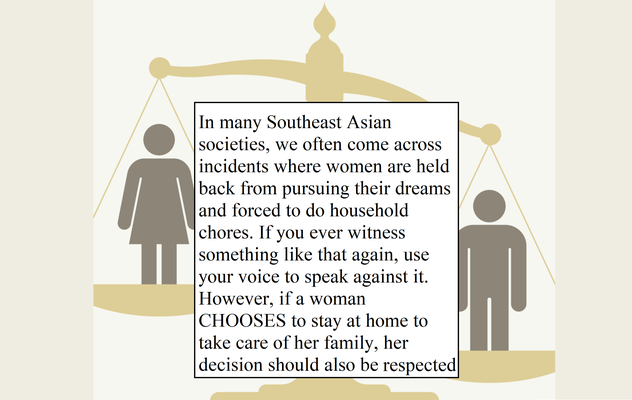 In many Southeast Asian
societies, we often come across
incidents where women are held
back from pursuing their dreams
and forced to do household
chores. If you ever witness
something like that again, use
your voice to speak against it.
However, if a woman
CHOOSES to stay at home to
take care of her family, her
decision should also be respected